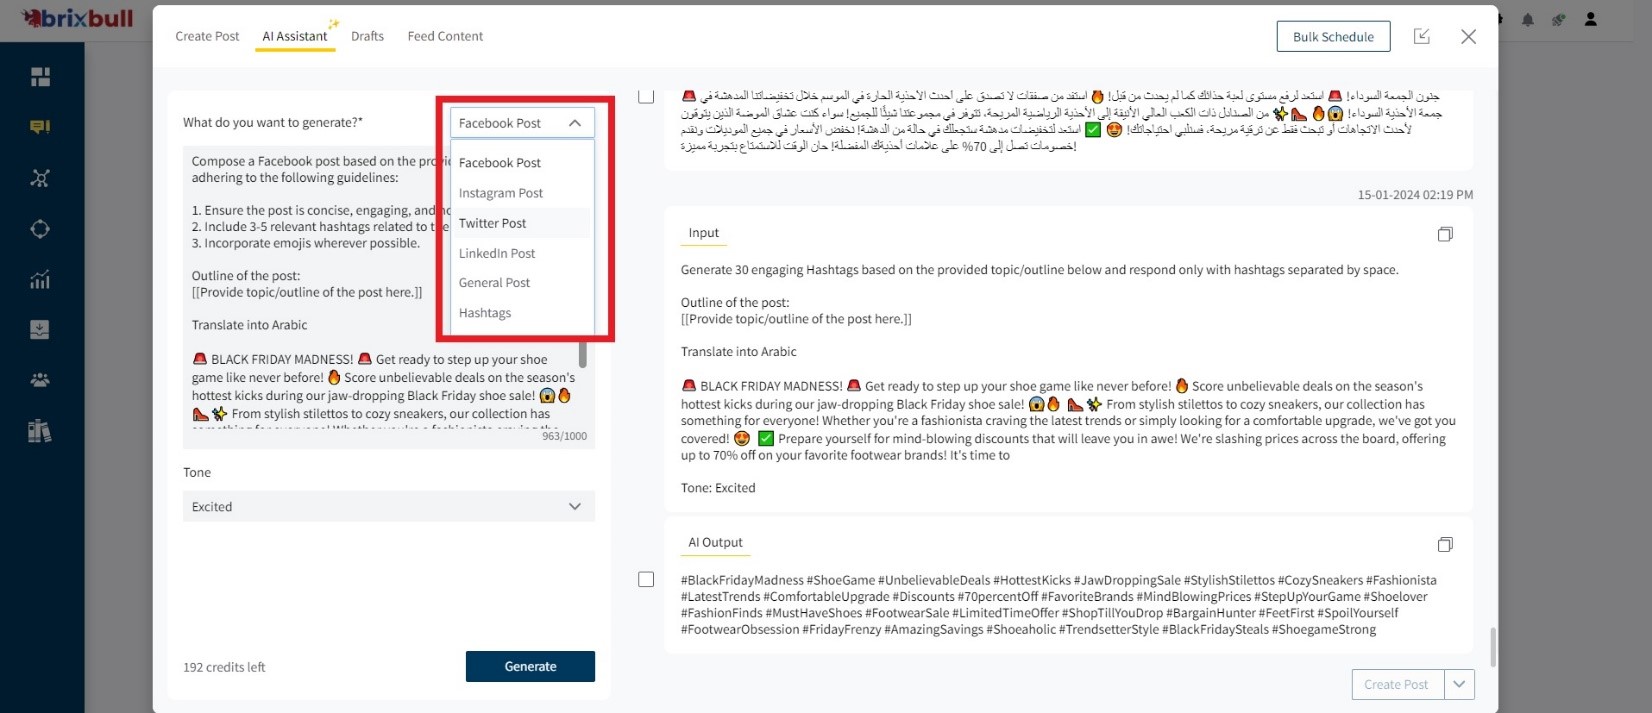 brixbull
Create Post
AI Assistant
Drafts
Feed Content
Bulk Schedule
What do you want to generate?*
Facebook Post
Facebook Post
Instagram Post
Twitter Post
LinkedIn Post
General Post
Hashtags
Compose a Facebook post based on the
adhering to the following guidelines:
1. Ensure the post is concise, engaging, and
2. Include 3-5 relevant hashtags related to
3. Incorporate emojis wherever possible.
Outline of the post:
[[Provide topic/outline of the post here.]]
Translate into Arabic
🚨 BLACK FRIDAY MADNESS! 🚨 Get ready to step up your shoe
game like never before! 🔥 Score unbelievable deals on the season's
hottest kicks during our jaw-dropping Black Friday shoe sale! 😱🔥
👠✨ From stylish stilettos to cozy sneakers, our collection has
something for everyone! Whether you're a fashionista craving the
963/1000
Tone
Excited
192 credits left
Generate
جنون الجمعة السوداء! 🚨 استعد لرفع مستوى لعبة حذائك كما لم يحدث من قبل! 🔥 استفد من صفقات لا تصدق على أحدث الأحذية الحارة في الموسم خلال تخفيضاتنا المدهشة في 🚨
جمعة الأحذية السوداء! 😱🔥 👠✨ من الصنادل ذات الكعب العالي الأنيقة إلى الأحذية الرياضية المريحة، تتوفر في مجموعتنا شيئًا للجميع! سواء كنت عشاق الموضة الذين يتوقون
لأحدث الاتجاهات أو تبحث فقط عن ترقية مريحة، فسنلبي احتياجاتك! 😍 ✅ استعد لتخفيضات مدهشة ستجعلك في حالة من الدهشة! نخفض الأسعار في جميع الموديلات ونقدم
خصومات تصل إلى 70% على علامات أحذيتك المفضلة! حان الوقت للاستمتاع بتجربة مميزة!
15-01-2024 02:19 PM
Input
Generate 30 engaging Hashtags based on the provided topic/outline below and respond only with hashtags separated by space.
Outline of the post:
[[Provide topic/outline of the post here.]]
Translate into Arabic
🚨 BLACK FRIDAY MADNESS! 🚨 Get ready to step up your shoe game like never before! 🔥 Score unbelievable deals on the season's
hottest kicks during our jaw-dropping Black Friday shoe sale! 😱🔥 👠✨ From stylish stilettos to cozy sneakers, our collection has
something for everyone! Whether you're a fashionista craving the latest trends or simply looking for a comfortable upgrade, we've got you
covered! 😍 ✅ Prepare yourself for mind-blowing discounts that will leave you in awe! We're slashing prices across the board, offering
up to 70% off on your favorite footwear brands! It's time to
Tone: Excited
AI Output
#BlackFridayMadness #ShoeGame #UnbelievableDeals #HottestKicks #JawDroppingSale #StylishStilettos #CozySneakers #Fashionista
#LatestTrends #ComfortableUpgrade #Discounts #70percentOff #FavoriteBrands #MindBlowingPrices #StepUpYourGame #Shoelover
#FashionFinds #MustHaveShoes #FootwearSale #LimitedTimeOffer #ShopTillYouDrop #BargainHunter #FeetFirst #SpoilYourself
#FootwearObsession #FridayFrenzy #AmazingSavings #Shoeaholic #TrendsetterStyle #BlackFridaySteals #ShoegameStrong
Create Post